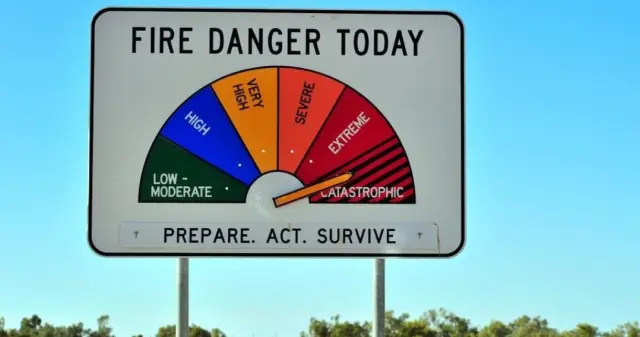 FIRE DANGER TODAY
LOW -
MODERATE
HIGH
VERY
HIGH
SEVERE
EXTREME
CATASTROPHIC
PREPARE. ACT. SURVIVE